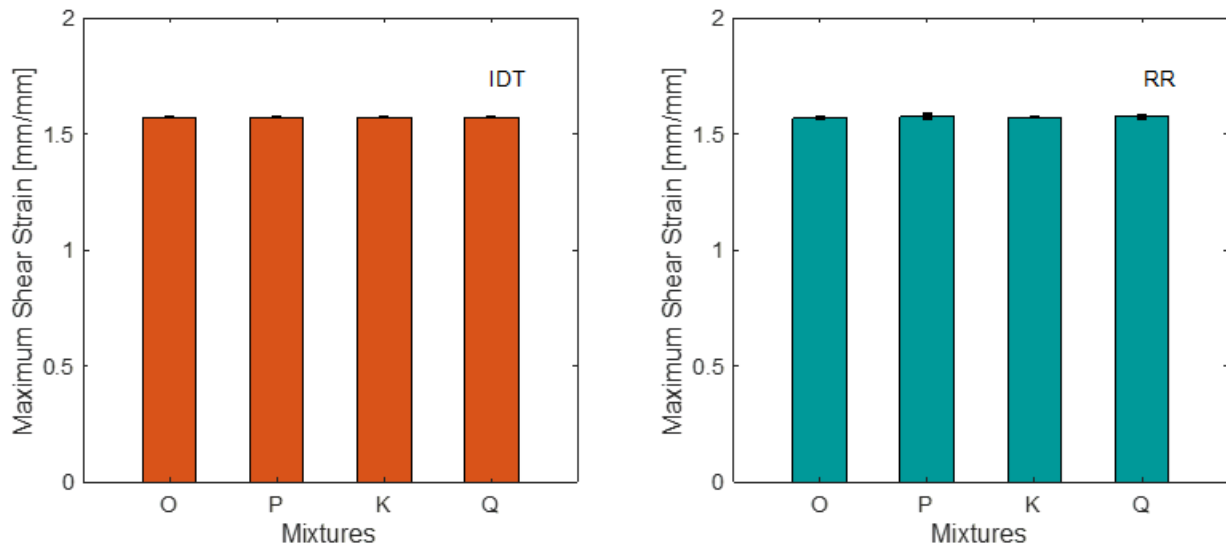 Maximum Shear Strain [mm/mm]
2
1.5
1
0.5
0
IDT
O P K Q
Mixtures
Maximum Shear Strain [mm/mm]
2
1.5
1
0.5
0
RR
O P K Q
Mixtures